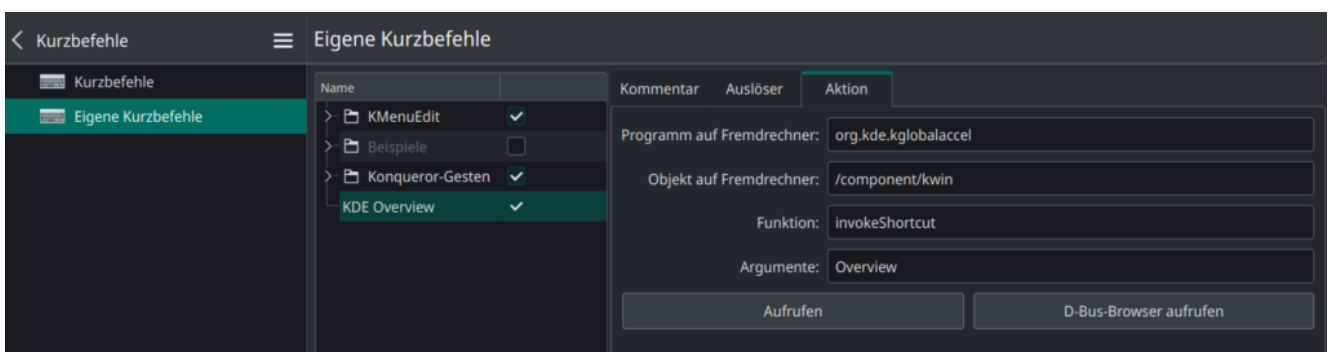 Kurzbefehle
Eigene Kurzbefehle
Kurzbefehle
Eigene Kurzbefehle
Name
KMenuEdit
Beispiele
Konqueror-Gesten
KDE Overview
Kommentar Auslöser Aktion
Programm auf Fremdrechner: org.kde.kglobalaccel
Objekt auf Fremdrechner: /component/kwin
Funktion: invokeShortcut
Argumente: Overview
Aufrufen D-Bus-Browser aufrufen